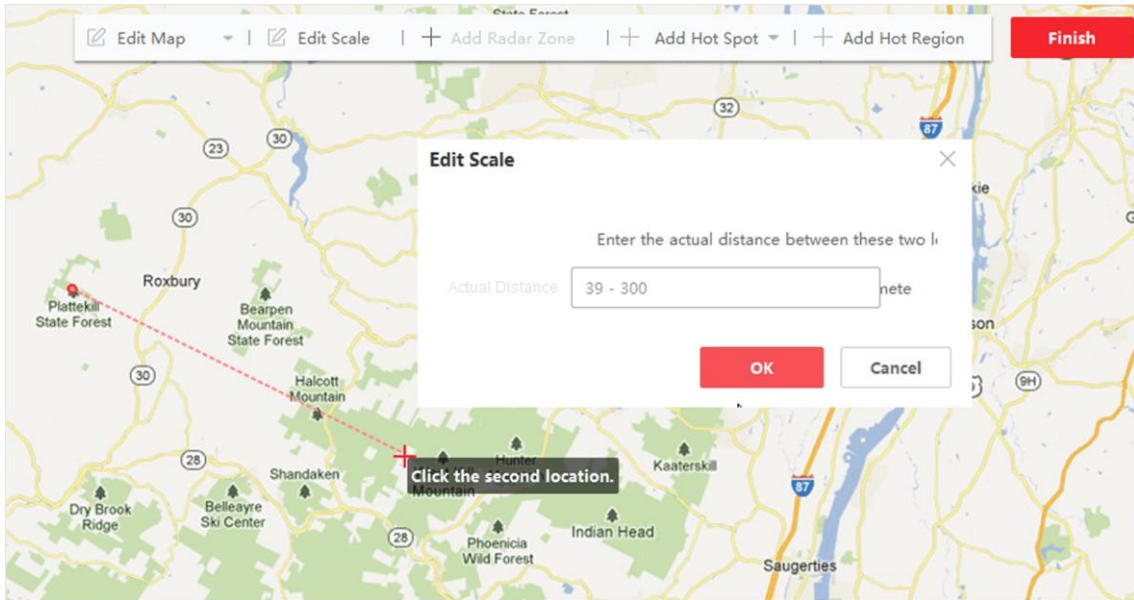 State Forest
Edit Map
Edit Scale
Add Radar Zone
Add Hot Spot
Add Hot Region
Finish
32
87
30
23
Edit Scale
30
Enter the actual distance between these two l
Roxbury
Actual Distance
39 - 300
nete
Plattekill
State Forest
Bearpen
Mountain
State Forest
son
OK
Cancel
30
9H
Halcott
Mountain
28
Hunter
Kaaterskill
Shandaken
Click the second location.
Mountain
87
Dry Brook
Ridge
Belleayre
Ski Center
28
Phoenicia
Wild Forest
Indian Head
Saugerties